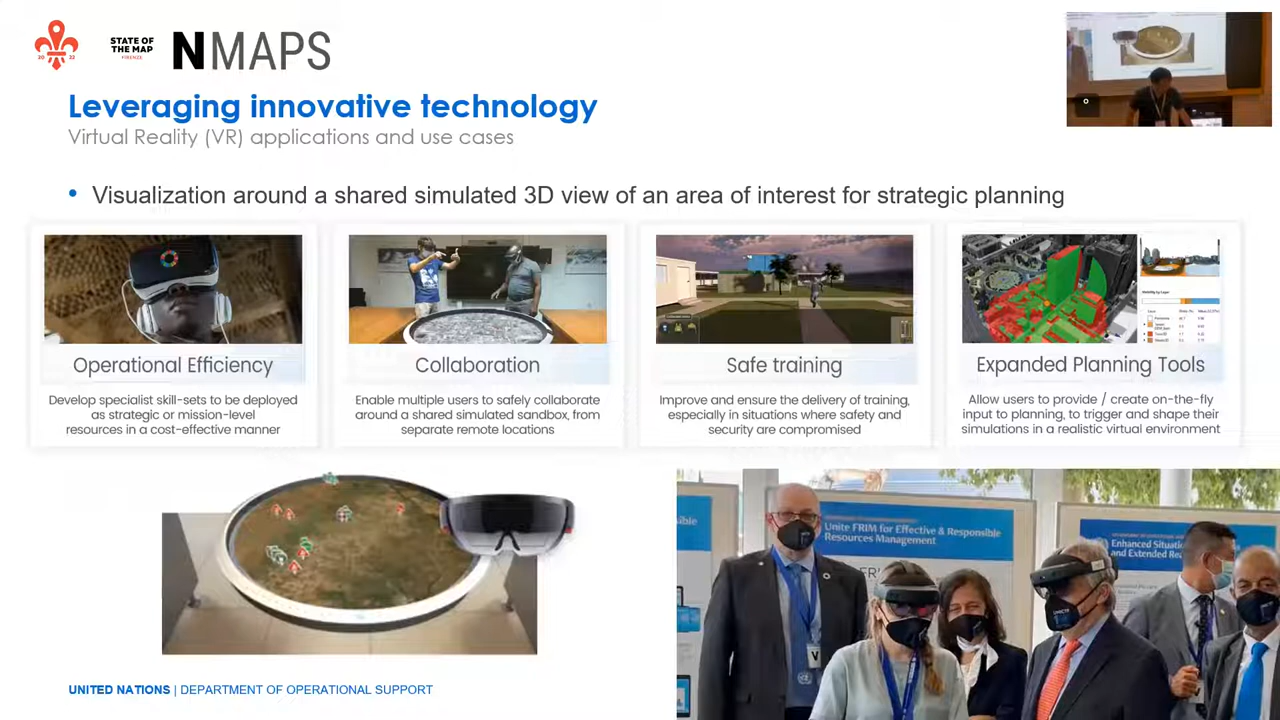 20 22
STATE OF
THE MAP
FIRENZE
NMAPS
Leveraging innovative technology
Virtual Reality (VR) applications and use cases
• Visualization around a shared simulated 3D view of an area of interest for strategic planning
Operational Efficiency
Develop specialist skill-sets to be deployed
as strategic or mission-level
resources in a cost-effective manner
Collaboration
Enable multiple users to safely collaborate
around a shared simulated sandbox, from
separate remote locations
Safe training
Improve and ensure the delivery of training,
especially in situations where safety and
security are compromised
Expanded Planning Tools
Allow users to provide / create on-the-fly
input to planning, to trigger and shape their
simulations in a realistic virtual environment
Unite FRIM for Effective & Responsible
Resources Management
Enhanced
and Extended
V
UNITED NATIONS | DEPARTMENT OF OPERATIONAL SUPPORT